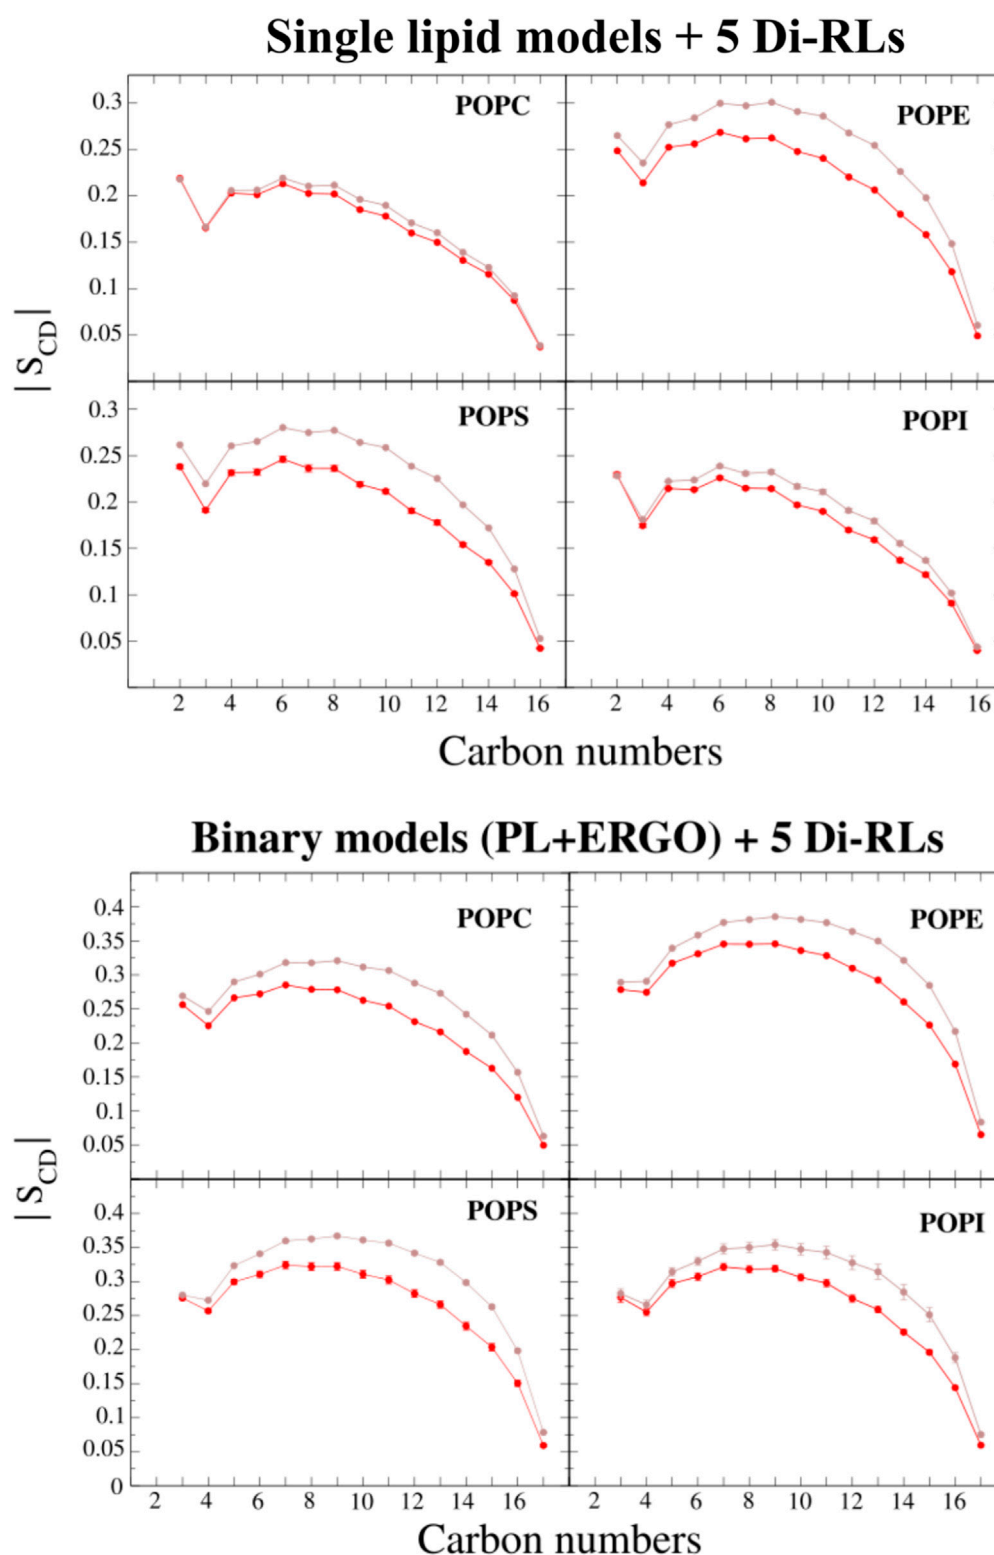 Single lipid models + 5 Di-RLs
POPC
POPE
0.3
0.25
0.2
0.15
0.1
0.05
|S_CD|
POPS
POPI
0.3
0.25
0.2
0.15
0.1
0.05
2 4 6 8 10 12 14 16 2 4 6 8 10 12 14 16
Carbon numbers
Binary models (PL+ERGO) + 5 Di-RLs
POPC
POPE
0.4
0.35
0.3
0.25
0.2
0.15
0.1
0.05
|S_CD|
POPS
POPI
0.4
0.35
0.3
0.25
0.2
0.15
0.1
0.05
0
2 4 6 8 10 12 14 16 2 4 6 8 10 12 14 16
Carbon numbers